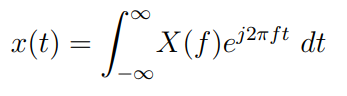 x(t) = ∫_{-∞}^{∞} X(f)e^{j2πft} dt